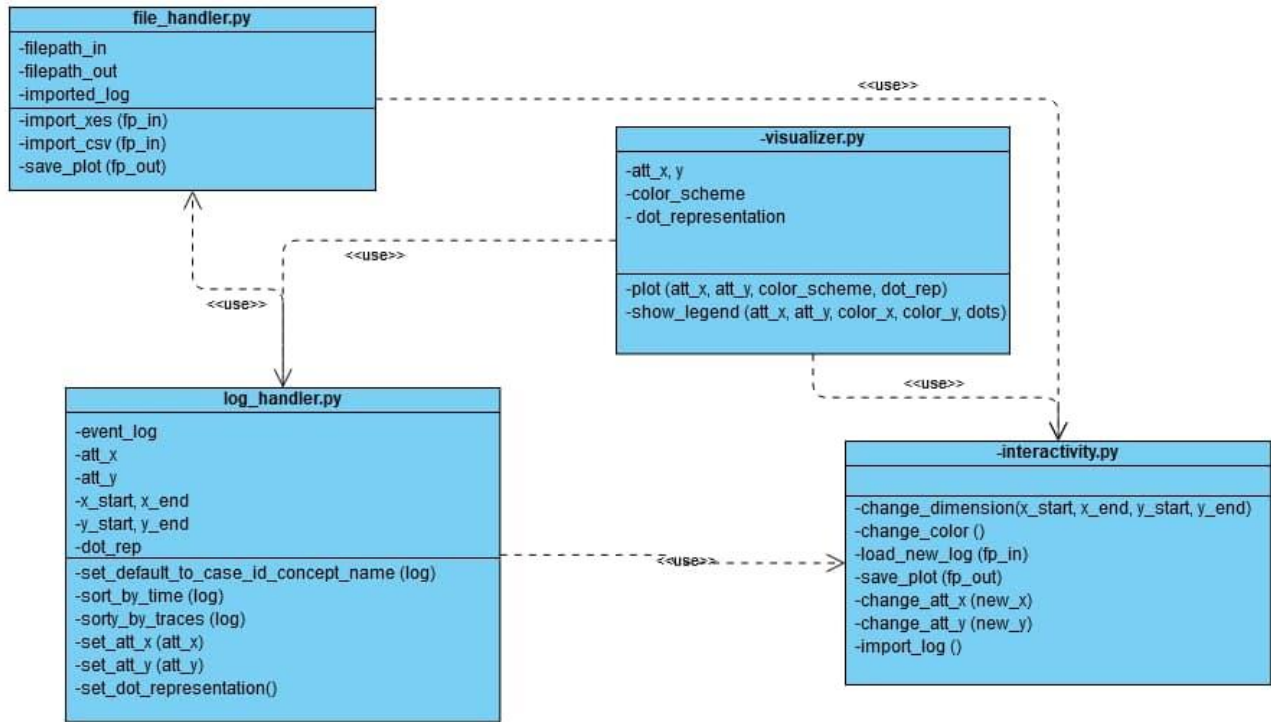 file_handler.py
-filepath_in
-filepath_out
-imported_log
-import_xes (fp_in)
-import_csv (fp_in)
-save_plot (fp_out)
<<use>>
-visualizer.py
-att_x, y
-color_scheme
- dot_representation
-plot (att_x, att_y, color_scheme, dot_rep)
-show_legend (att_x, att_y, color_x, color_y, dots)
<<use>>
<<use>>
<<use>>
log_handler.py
-event_log
-att_x
-att_y
-x_start, x_end
-y_start, y_end
-dot_rep
-set_default_to_case_id_concept_name (log)
-sort_by_time (log)
-sorty_by_traces (log)
-set_att_x (att_x)
-set_att_y (att_y)
-set_dot_representation()
<<use>>
-interactivity.py
-change_dimension(x_start, x_end, y_start, y_end)
-change_color ()
-load_new_log (fp_in)
-save_plot (fp_out)
-change_att_x (new_x)
-change_att_y (new_y)
-import_log ()